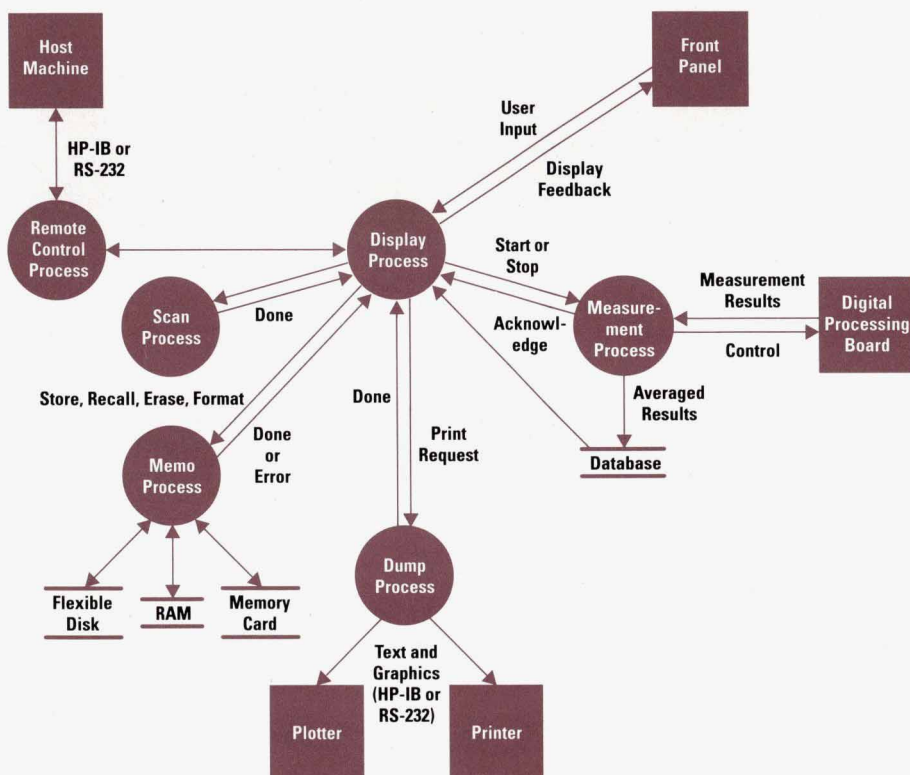 Host
Machine
Front
Panel
User
Input
HP-IB or
RS-232
Display
Feedback
Remote
Control
Process
Display
Process
Start or
Stop
Measurement
Results
Scan
Process
Done
Acknowl-
edge
Measure-
ment
Process
Digital
Processing
Board
Control
Store, Recall, Erase, Format
Done
Averaged
Results
Done
or
Error
Print
Request
Database
Memo
Process
Dump
Process
Flexible
Disk
RAM
Memory
Card
Text and
Graphics
(HP-IB or
RS-232)
Plotter
Printer